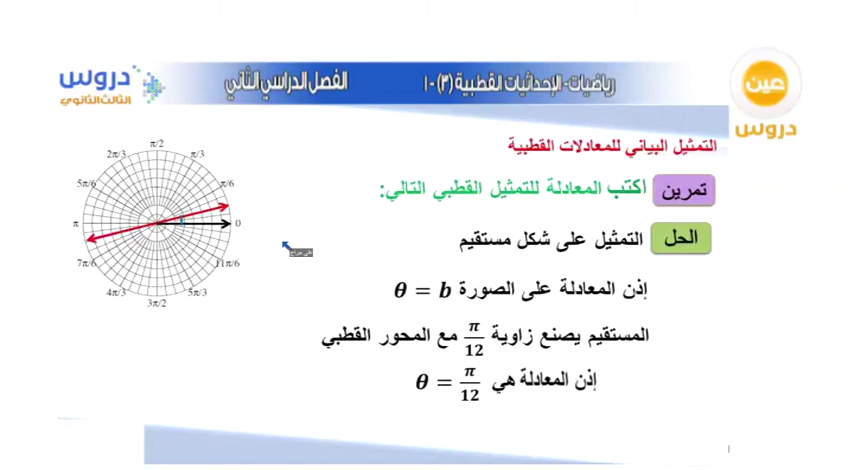 عين
دروس
رياضيات - الإحداثيات القطبية (٣) - ١
الفصل الدراسي الثاني
دروس
الثالث الثانوي
التمثيل البياني للمعادلات القطبية
تمرين
اكتب المعادلة للتمثيل القطبي التالي:
الحل
التمثيل على شكل مستقيم
إذن المعادلة على الصورة θ = b
المستقيم يصنع زاوية π/12 مع المحور القطبي
إذن المعادلة هي θ = π/12
π/2
2π/3
π/3
5π/6
π/6
π
0
7π/6
11π/6
4π/3
5π/3
3π/2